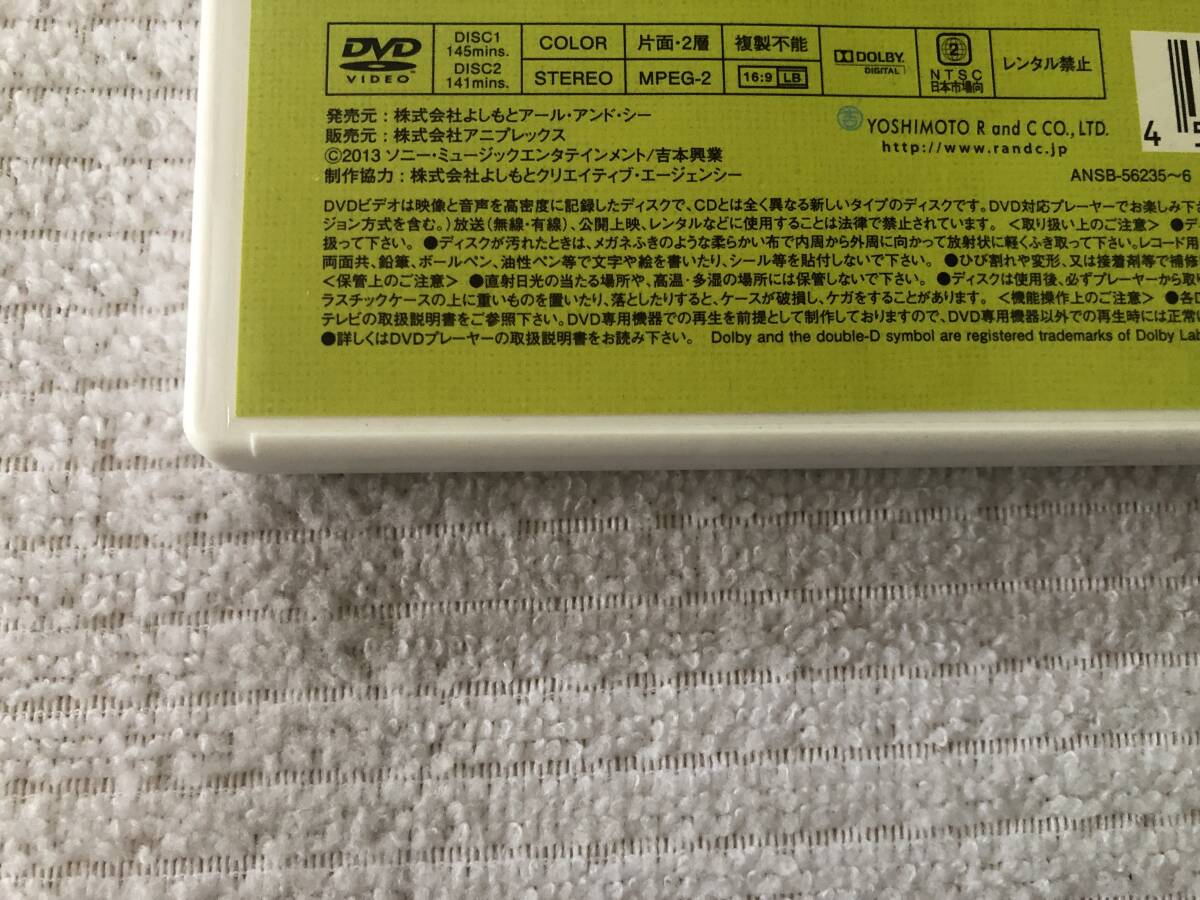 DVD VIDEO
DISC1 145mins. DISC2 141mins.
COLOR 片面・2層 複製不能
STEREO MPEG-2 16:9 LB
DOLBY DIGITAL
2 NTSC 日本市場向
レンタル禁止
発売元：株式会社よしもとアール・アンド・シー
販売元：株式会社アニプレックス
©2013 ソニー・ミュージックエンタテインメント/吉本興業
制作協力：株式会社よしもとクリエイティブ・エージェンシー
吉 YOSHIMOTO R and C CO., LTD.
http://www.randc.jp
ANSB-56235〜6
4 5
DVDビデオは映像と音声を高密度に記録したディスクで、CDとは全く異なる新しいタイプのディスクです。DVD対応プレーヤーでお楽しみ下さ
ジョン方式を含む。）放送（無線・有線）、公開上映、レンタルなどに使用することは法律で禁止されています。 ＜取り扱い上のご注意＞ ●デ
扱って下さい。 ●ディスクが汚れたときは、メガネふきのような柔らかい布で内周から外周に向かって放射状に軽くふき取って下さい。レコード用
両面共、鉛筆、ボールペン、油性ペン等で文字や絵を書いたり、シール等を貼付しないで下さい。 ●ひび割れや変形、又は接着剤等で補修
＜保管上のご注意＞ ●直射日光の当たる場所や、高温・多湿の場所には保管しないで下さい。 ●ディスクは使用後、必ずプレーヤーから取り
ラスチックケースの上に重いものを置いたり、落としたりすると、ケースが破損し、ケガをすることがあります。 ＜機能操作上のご注意＞ ●各
テレビの取扱説明書をご参照下さい。DVD専用機器での再生を前提として制作しておりますので、DVD専用機器以外での再生時には正常に
●詳しくはDVDプレーヤーの取扱説明書をお読み下さい。 Dolby and the double-D symbol are registered trademarks of Dolby Lab